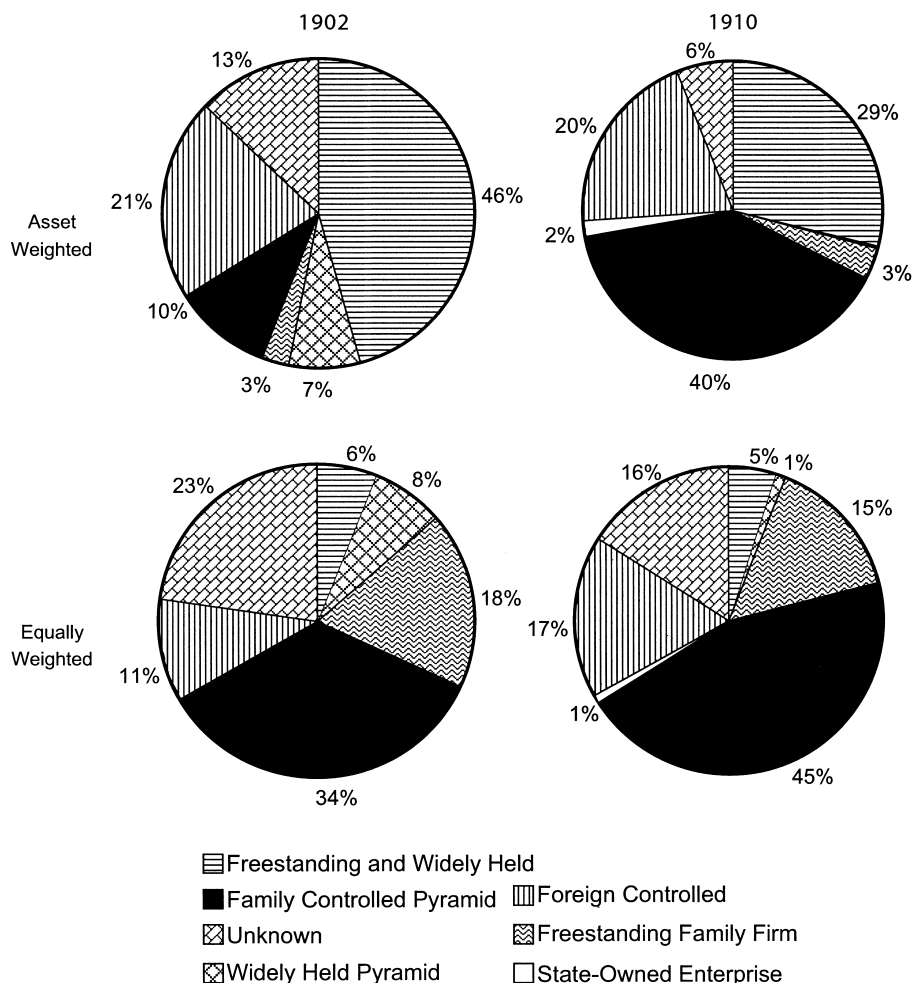 1902
1910
13%
6%
29%
20%
46%
21%
Asset
Weighted
2%
3%
10%
3%
7%
40%
6%
8%
5%
1%
23%
16%
15%
18%
Equally
Weighted
17%
11%
1%
34%
45%
Freestanding and Widely Held
Family Controlled Pyramid
Foreign Controlled
Unknown
Freestanding Family Firm
Widely Held Pyramid
State-Owned Enterprise